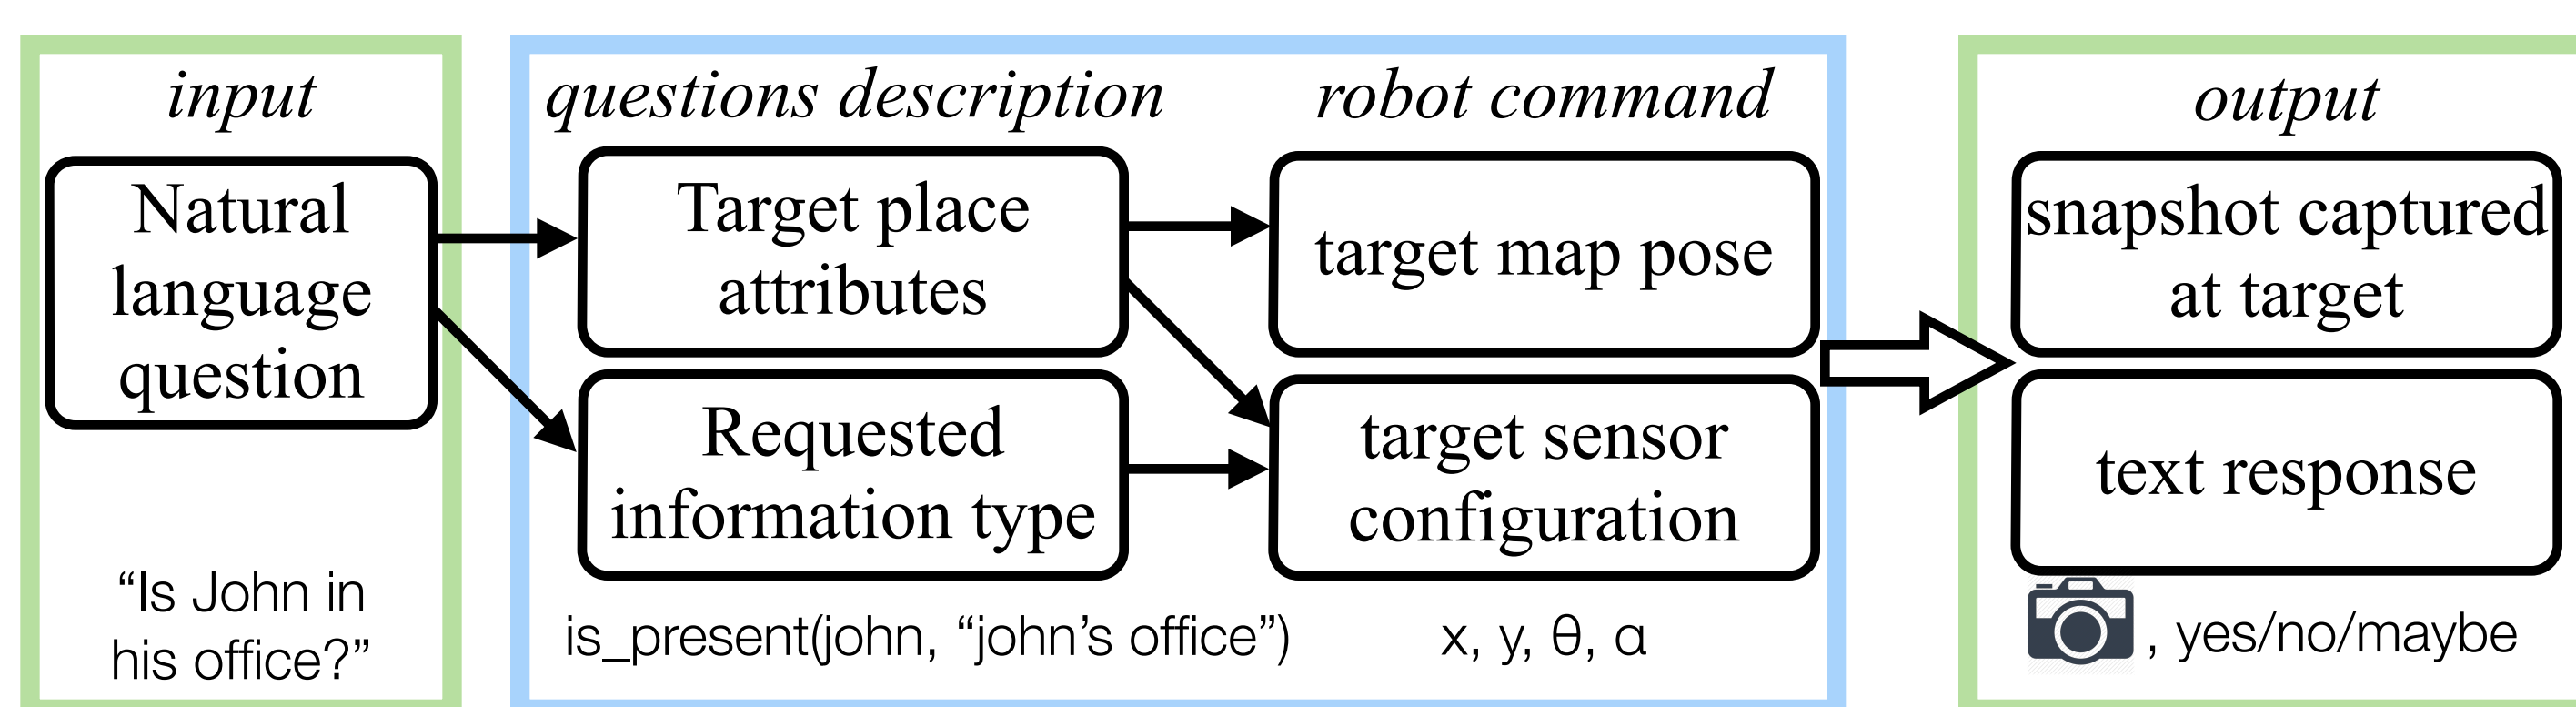 input
Natural
language
question
“Is John in
his office?”
questions description
Target place
attributes
Requested
information type
is_present(john, “john’s office”)
robot command
target map pose
target sensor
configuration
x, y, θ, α
output
snapshot captured
at target
text response
, yes/no/maybe